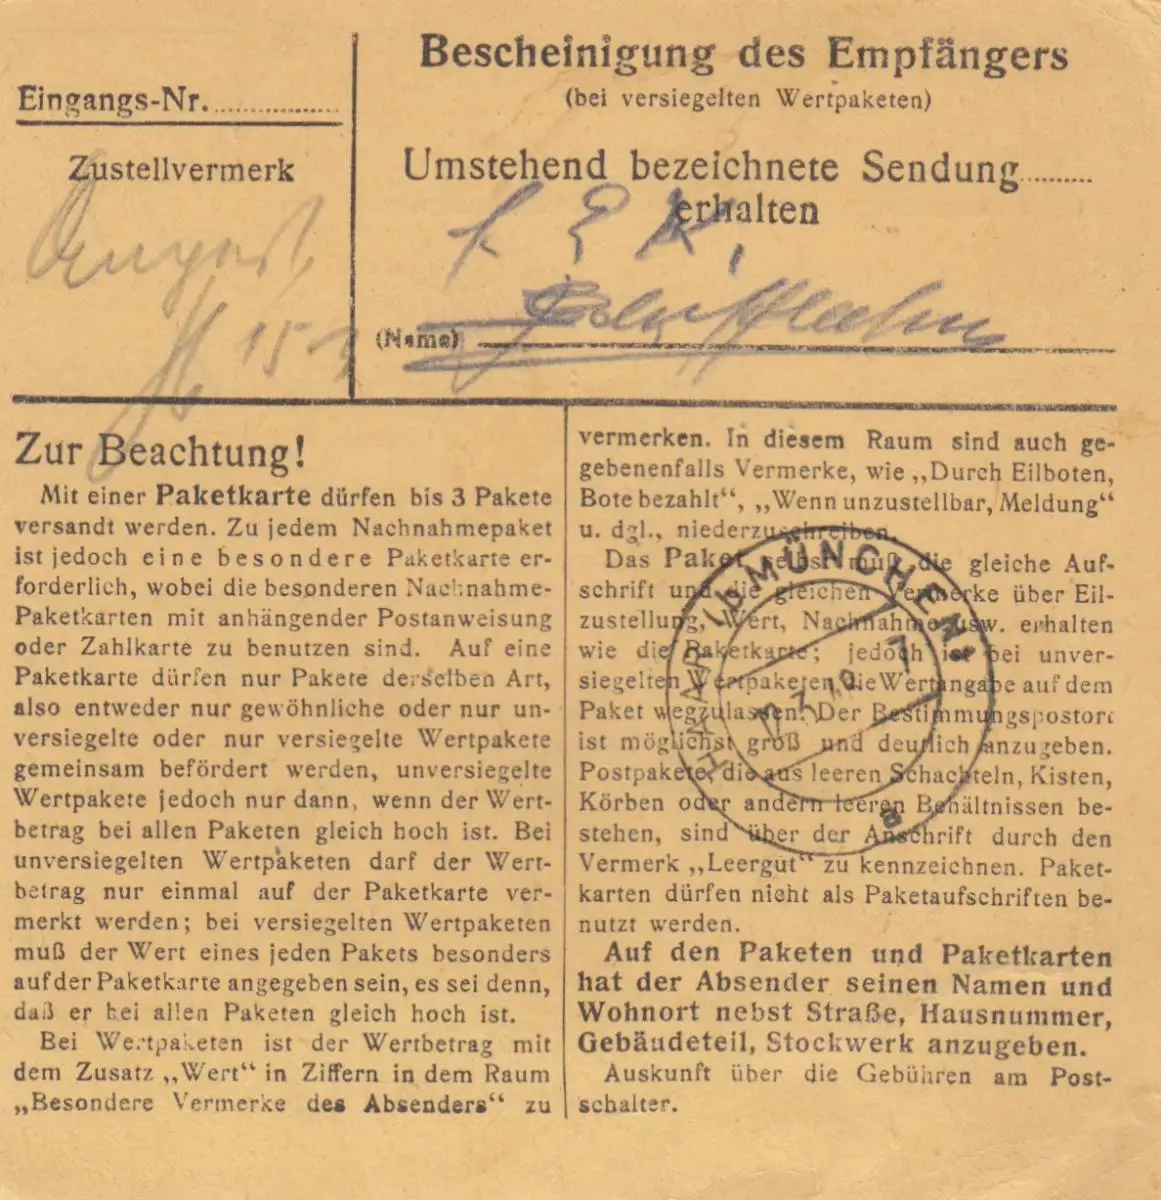 Eingangs-Nr.
Zustellvermerk
15
Bescheinigung des Empfängers
(bei versiegelten Wertpaketen)
Umstehend bezeichnete Sendung
erhalten
(Name)
Zur Beachtung!
Mit einer Paketkarte dürfen bis 3 Pakete
versandt werden. Zu jedem Nachnahmepaket
ist jedoch eine besondere Paketkarte er-
forderlich, wobei die besonderen Nachnahme-
Paketkarten mit anhängender Postanweisung
oder Zahlkarte zu benutzen sind. Auf eine
Paketkarte dürfen nur Pakete derselben Art,
also entweder nur gewöhnliche oder nur un-
versiegelte oder nur versiegelte Wertpakete
gemeinsam befördert werden, unversiegelte
Wertpakete jedoch nur dann, wenn der Wert-
betrag bei allen Paketen gleich hoch ist. Bei
unversiegelten Wertpaketen darf der Wert-
betrag nur einmal auf der Paketkarte ver-
merkt werden; bei versiegelten Wertpaketen
muß der Wert eines jeden Pakets besonders
auf der Paketkarte angegeben sein, es sei denn,
daß er bei allen Paketen gleich hoch ist.
Bei Wertpaketen ist der Wertbetrag mit
dem Zusatz „Wert“ in Ziffern in dem Raum
„Besondere Vermerke des Absenders“ zu
vermerken. In diesem Raum sind auch ge-
gebenenfalls Vermerke, wie „Durch Eilboten,
Bote bezahlt“, „Wenn unzustellbar, Meldung“
u. dgl., niederzuschreiben.
Das Paket selbst muß die gleiche Auf-
schrift und die gleichen Vermerke über Eil-
zustellung, Wert, Nachnahme usw. erhalten
wie die Paketkarte; jedoch ist bei unver-
siegelten Wertpaketen die Wertangabe auf dem
Paket wegzulassen. Der Bestimmungspostort
ist möglichst groß und deutlich anzugeben.
Postpakete, die aus leeren Schachteln, Kisten,
Körben oder andern leeren Behältnissen be-
stehen, sind über der Anschrift durch den
Vermerk „Leergut“ zu kennzeichnen. Paket-
karten dürfen nicht als Paketaufschriften be-
nutzt werden.
Auf den Paketen und Paketkarten
hat der Absender seinen Namen und
Wohnort nebst Straße, Hausnummer,
Gebäudeteil, Stockwerk anzugeben.
Auskunft über die Gebühren am Post-
schalter.
HAAR üb MÜNCHEN
a